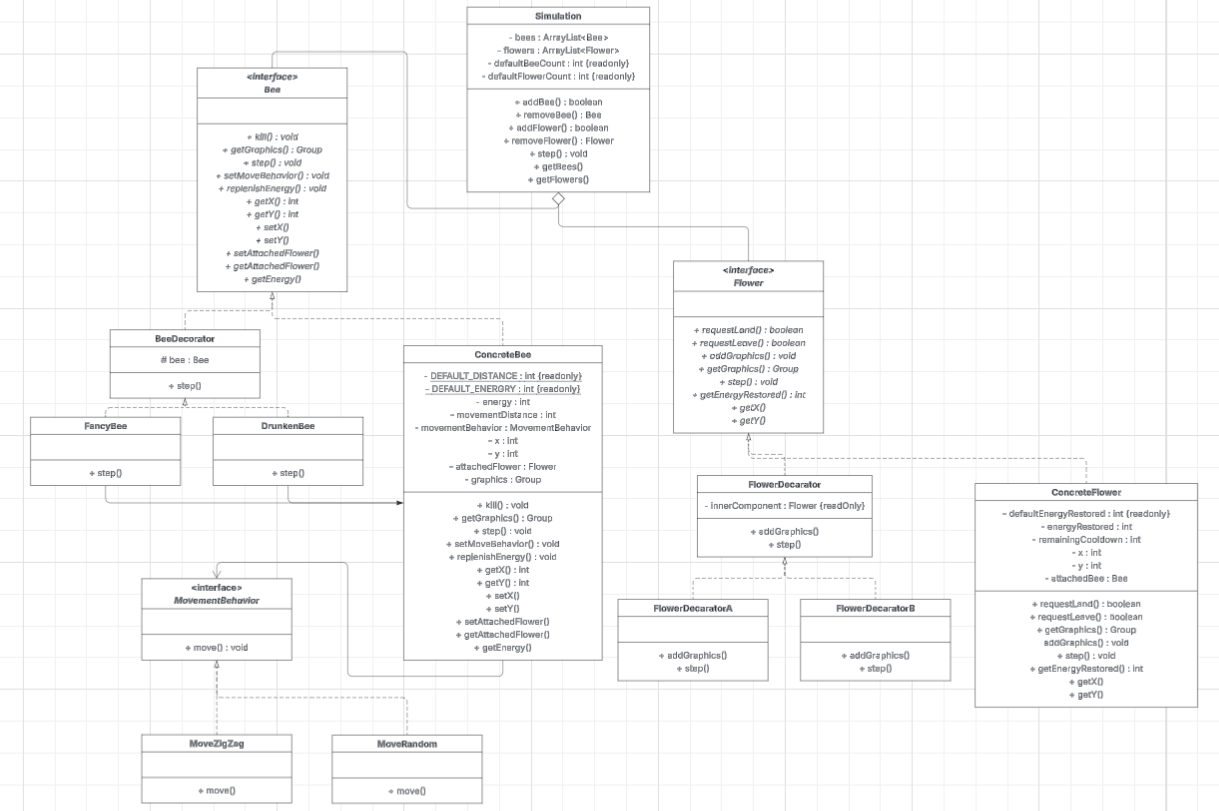 Simulation
- bees : ArrayList<Bee>
- flowers : ArrayList<Flower>
- defaultBeeCount : int {readonly}
- defaultFlowerCount : int {readonly}
+ addBee() : boolean
+ removeBee() : Bee
+ addFlower() : boolean
+ removeFlower() : Flower
+ step() : void
+ getBees()
+ getFlowers()
<interface>
Bee
+ kill() : void
+ getGraphics() : Group
+ step() : void
+ setMoveBehavior() : void
+ replenishEnergy() : void
+ getX() : int
+ getY() : int
+ setX()
+ setY()
+ setAttachedFlower()
+ getAttachedFlower()
+ getEnergy()
<interface>
Flower
+ requestLand() : boolean
+ requestLeave() : boolean
+ addGraphics() : void
+ getGraphics() : Group
+ step() : void
+ getEnergyRestored() : int
+ getX()
+ getY()
BeeDecorator
# bee : Bee
+ step()
FancyBee
+ step()
DrunkenBee
+ step()
ConcreteBee
- DEFAULT_DISTANCE : int {readonly}
- DEFAULT_ENERGRY : int {readonly}
- energy : int
- movementDistance : int
- movementBehavior : MovementBehavior
- x : int
- y : int
- attachedFlower : Flower
- graphics : Group
+ kill() : void
+ getGraphics() : Group
+ step() : void
+ setMoveBehavior() : void
+ replenishEnergy() : void
+ getX() : int
+ getY() : int
+ setX()
+ setY()
+ setAttachedFlower()
+ getAttachedFlower()
+ getEnergy()
FlowerDecarator
- innerComponent : Flower {readOnly}
+ addGraphics()
+ step()
ConcreteFlower
- defaultEnergyRestored : int {readonly}
- energyRestored : int
- remainingCooldown : int
- x : int
- y : int
- attachedBee : Bee
+ requestLand() : boolean
+ requestLeave() : boolean
+ getGraphics() : Group
addGraphics() : void
+ step() : void
+ getEnergyRestored() : int
+ getX()
+ getY()
<interface>
MovementBehavior
+ move() : void
FlowerDecaratorA
+ addGraphics()
+ step()
FlowerDecaratorB
+ addGraphics()
+ step()
MoveZigZag
+ move()
MoveRandom
+ move()